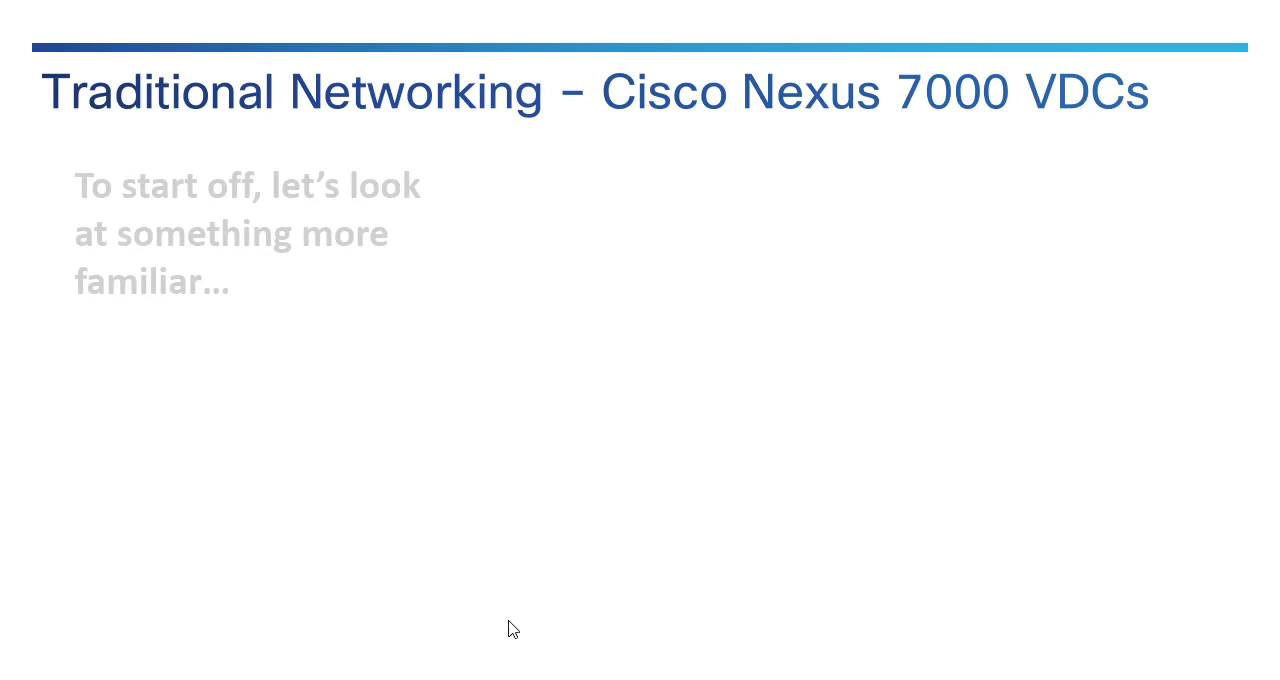 Traditional Networking – Cisco Nexus 7000 VDCs
To start off, let’s look
at something more
familiar…